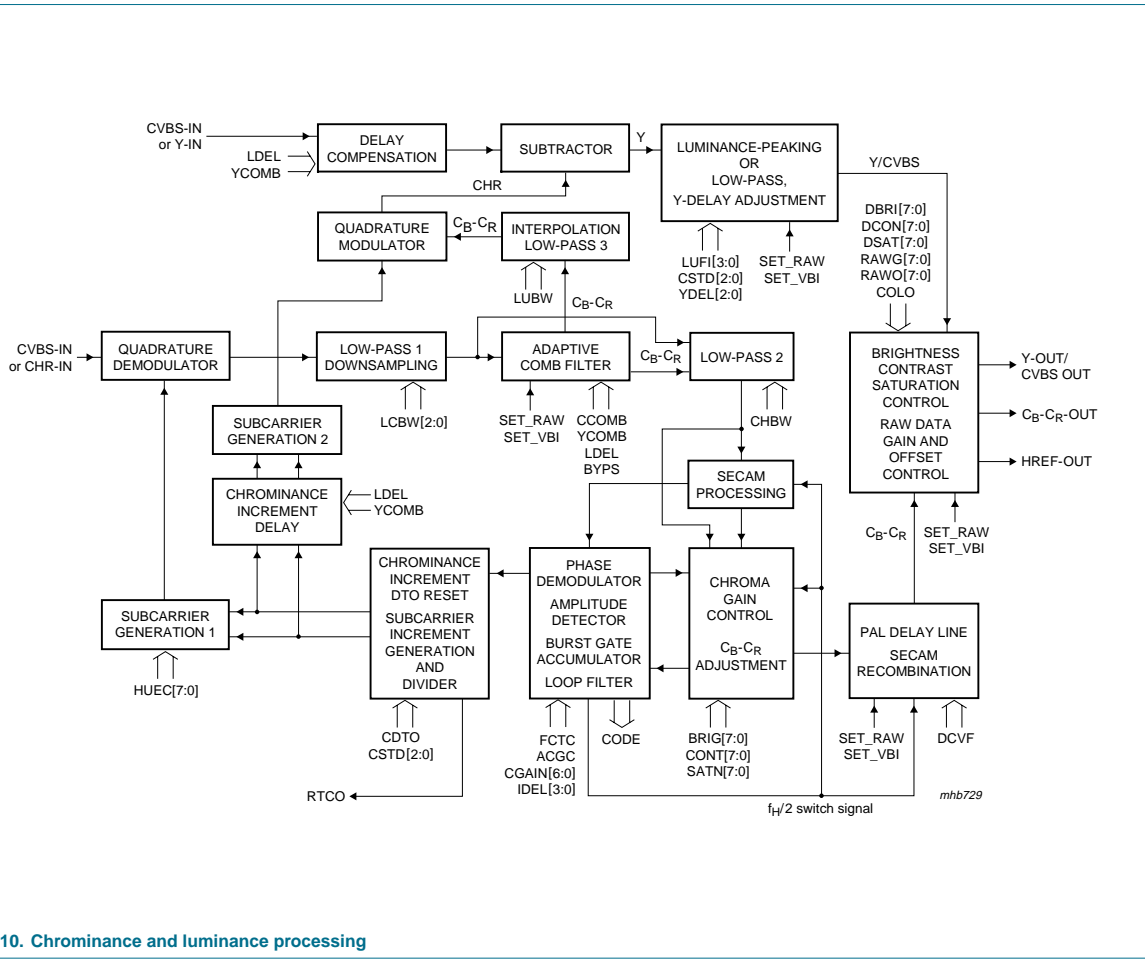 CVBS-IN
or Y-IN
LDEL
YCOMB
DELAY
COMPENSATION
SUBTRACTOR
Y
LUMINANCE-PEAKING
OR
LOW-PASS,
Y-DELAY ADJUSTMENT
Y/CVBS
CHR
QUADRATURE
MODULATOR
CB-CR
INTERPOLATION
LOW-PASS 3
LUBW
CB-CR
LUFI[3:0]
CSTD[2:0]
YDEL[2:0]
SET_RAW
SET_VBI
DBRI[7:0]
DCON[7:0]
DSAT[7:0]
RAWG[7:0]
RAWO[7:0]
COLO
CVBS-IN
or CHR-IN
QUADRATURE
DEMODULATOR
LOW-PASS 1
DOWNSAMPLING
LCBW[2:0]
ADAPTIVE
COMB FILTER
CB-CR
LOW-PASS 2
SET_RAW
SET_VBI
CCOMB
YCOMB
LDEL
BYPS
CHBW
BRIGHTNESS
CONTRAST
SATURATION
CONTROL
RAW DATA
GAIN AND
OFFSET
CONTROL
Y-OUT/
CVBS OUT
CB-CR-OUT
HREF-OUT
SUBCARRIER
GENERATION 2
CHROMINANCE
INCREMENT
DELAY
LDEL
YCOMB
SECAM
PROCESSING
CB-CR
SET_RAW
SET_VBI
SUBCARRIER
GENERATION 1
HUEC[7:0]
CHROMINANCE
INCREMENT
DTO RESET
SUBCARRIER
INCREMENT
GENERATION
AND
DIVIDER
CDTO
CSTD[2:0]
PHASE
DEMODULATOR
AMPLITUDE
DETECTOR
BURST GATE
ACCUMULATOR
LOOP FILTER
FCTC
ACGC
CGAIN[6:0]
IDEL[3:0]
CODE
CHROMA
GAIN
CONTROL
CB-CR
ADJUSTMENT
BRIG[7:0]
CONT[7:0]
SATN[7:0]
PAL DELAY LINE
SECAM
RECOMBINATION
SET_RAW
SET_VBI
DCVF
RTCO
fH/2 switch signal
mhb729
10. Chrominance and luminance processing